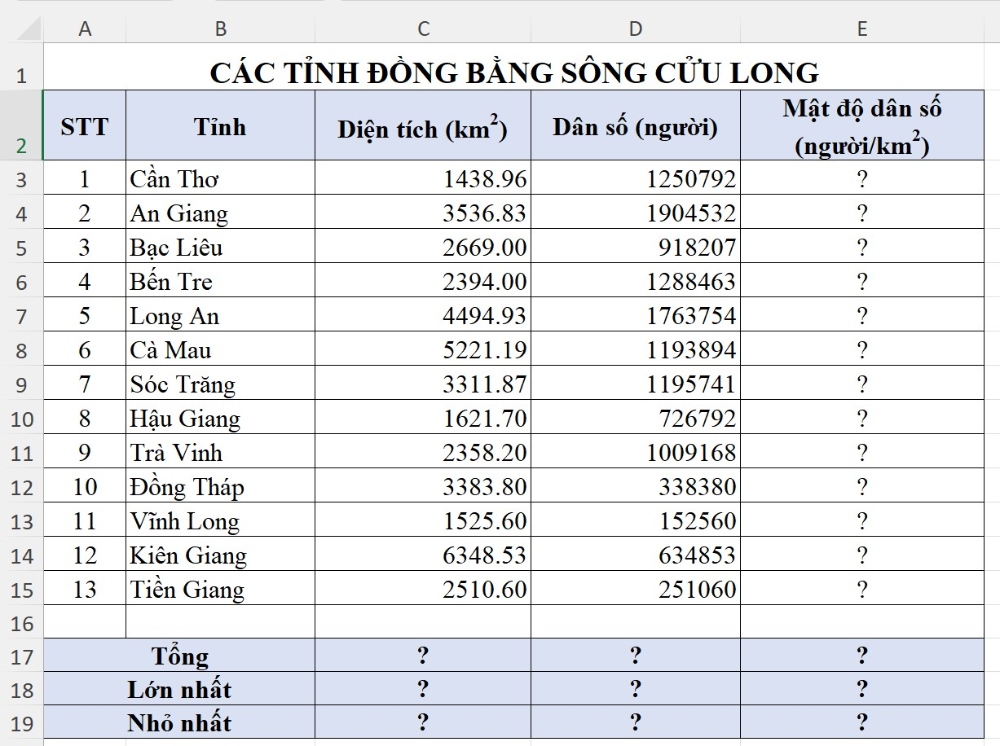 A B C D E
1 CÁC TỈNH ĐỒNG BẰNG SÔNG CỬU LONG
2 STT Tỉnh Diện tích (km²) Dân số (người) Mật độ dân số (người/km²)
3 1 Cần Thơ 1438.96 1250792 ?
4 2 An Giang 3536.83 1904532 ?
5 3 Bạc Liêu 2669.00 918207 ?
6 4 Bến Tre 2394.00 1288463 ?
7 5 Long An 4494.93 1763754 ?
8 6 Cà Mau 5221.19 1193894 ?
9 7 Sóc Trăng 3311.87 1195741 ?
10 8 Hậu Giang 1621.70 726792 ?
11 9 Trà Vinh 2358.20 1009168 ?
12 10 Đồng Tháp 3383.80 338380 ?
13 11 Vĩnh Long 1525.60 152560 ?
14 12 Kiên Giang 6348.53 634853 ?
15 13 Tiền Giang 2510.60 251060 ?
16
17 Tổng ? ? ?
18 Lớn nhất ? ? ?
19 Nhỏ nhất ? ? ?